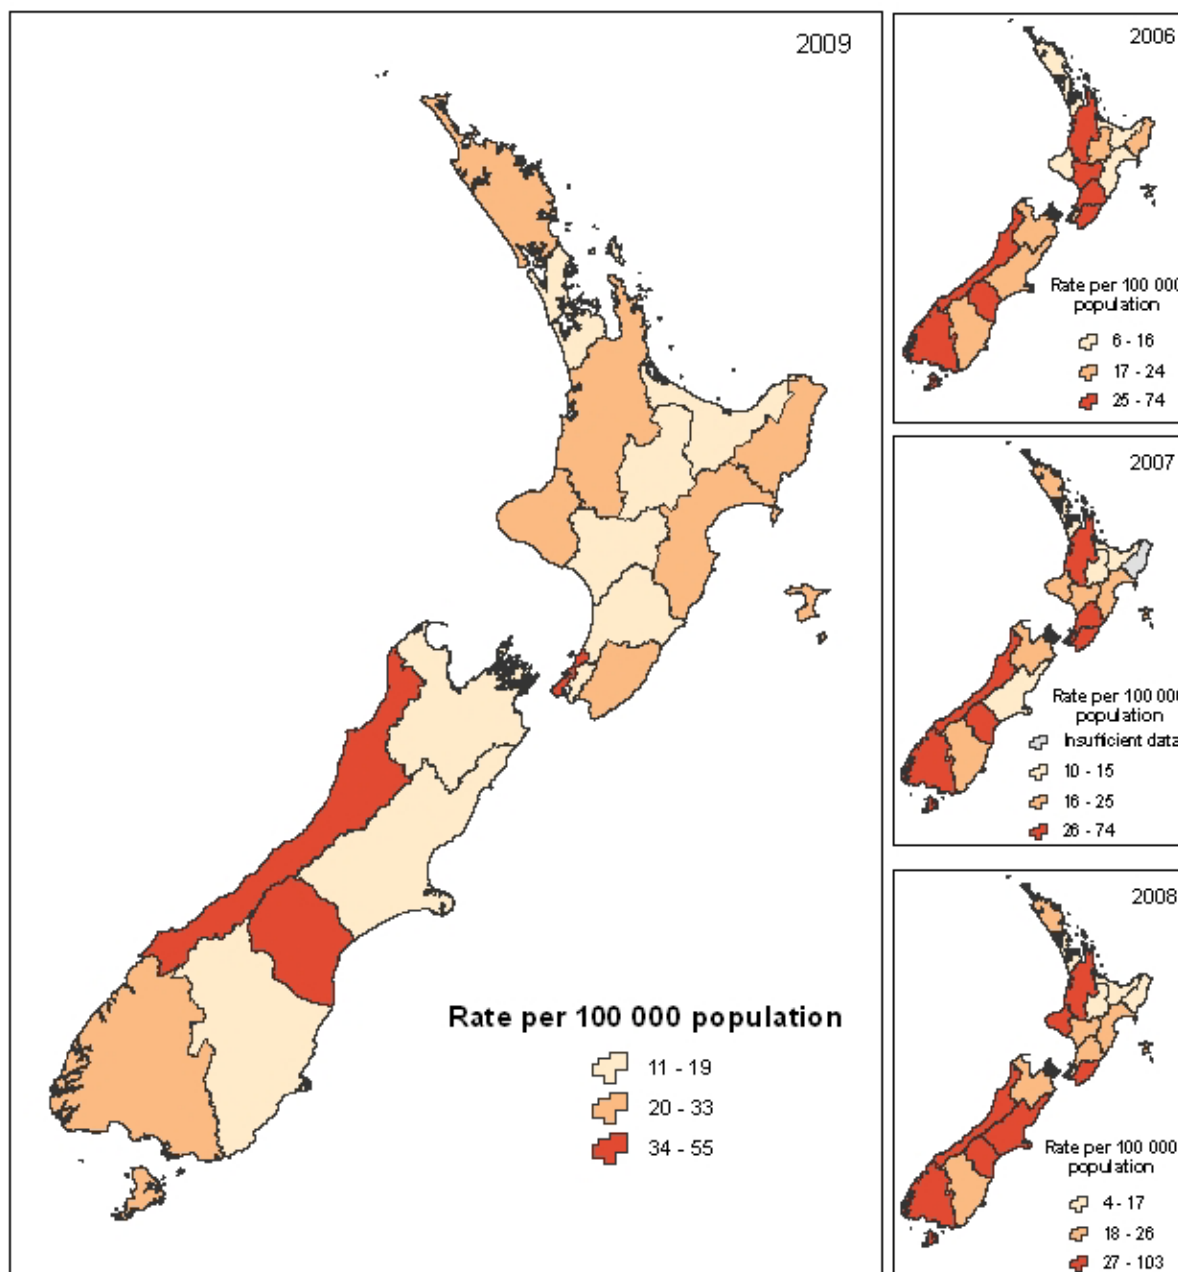 2009
Rate per 100 000 population
11 - 19
20 - 33
34 - 55
2006
Rate per 100 000
population
6 - 16
17 - 24
25 - 74
2007
Rate per 100 000
population
Insufficient data
10 - 15
16 - 25
26 - 74
2008
Rate per 100 000
population
4 - 17
18 - 26
27 - 103